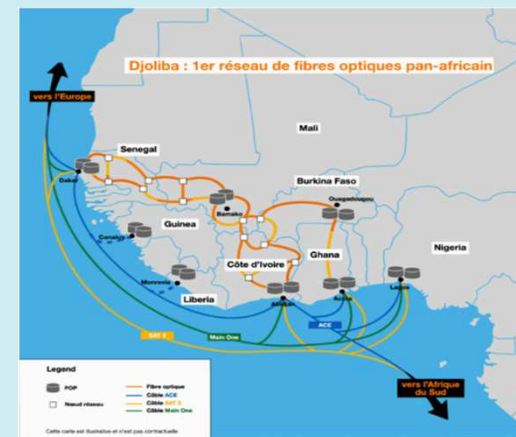 Djoliba : 1er réseau de fibres optiques pan-africain
vers l'Europe
Mali
Senegal
Dakar
Burkina Faso
Ouagadougou
Bamako
Guinea
Conakry
Nigeria
Ghana
Côte d'Ivoire
Monrovia
Liberia
Abidjan
Accra
Lagos
ACE
SAT 3
Main One
vers l'Afrique
du Sud
Legend
POP
Nœud réseau
Fibre optique
Câble ACE
Câble SAT 3
Câble Main One
Cette carte est illustrative et n'est pas contractuelle